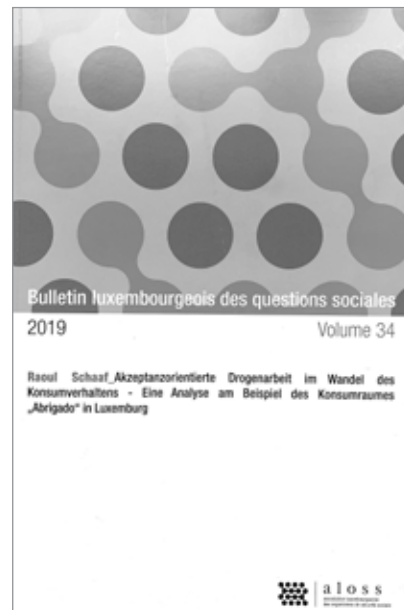 Bulletin luxembourgeois des questions sociales
2019 Volume 34
Raoul Schaaf_Akzeptanzorientierte Drogenarbeit im Wandel des
Konsumverhaltens - Eine Analyse am Beispiel des Konsumraumes
„Abrigado“ in Luxemburg
aloss